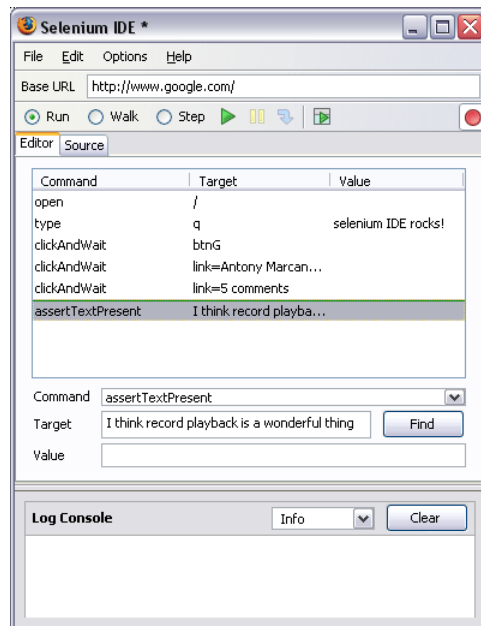 Selenium IDE *
File Edit Options Help
Base URL http://www.google.com/
Run Walk Step
Editor Source
Command Target Value
open /
type q selenium IDE rocks!
clickAndWait btnG
clickAndWait link=Antony Marcan...
clickAndWait link=5 comments
assertTextPresent I think record playba...
Command assertTextPresent
Target I think record playback is a wonderful thing Find
Value
Log Console Info Clear